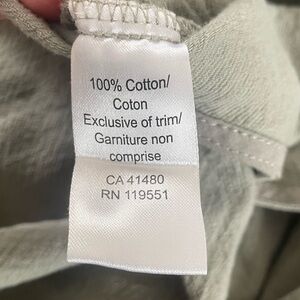 100% Cotton/
Coton
Exclusive of trim/
Garniture non
comprise
CA 41480
RN 119551